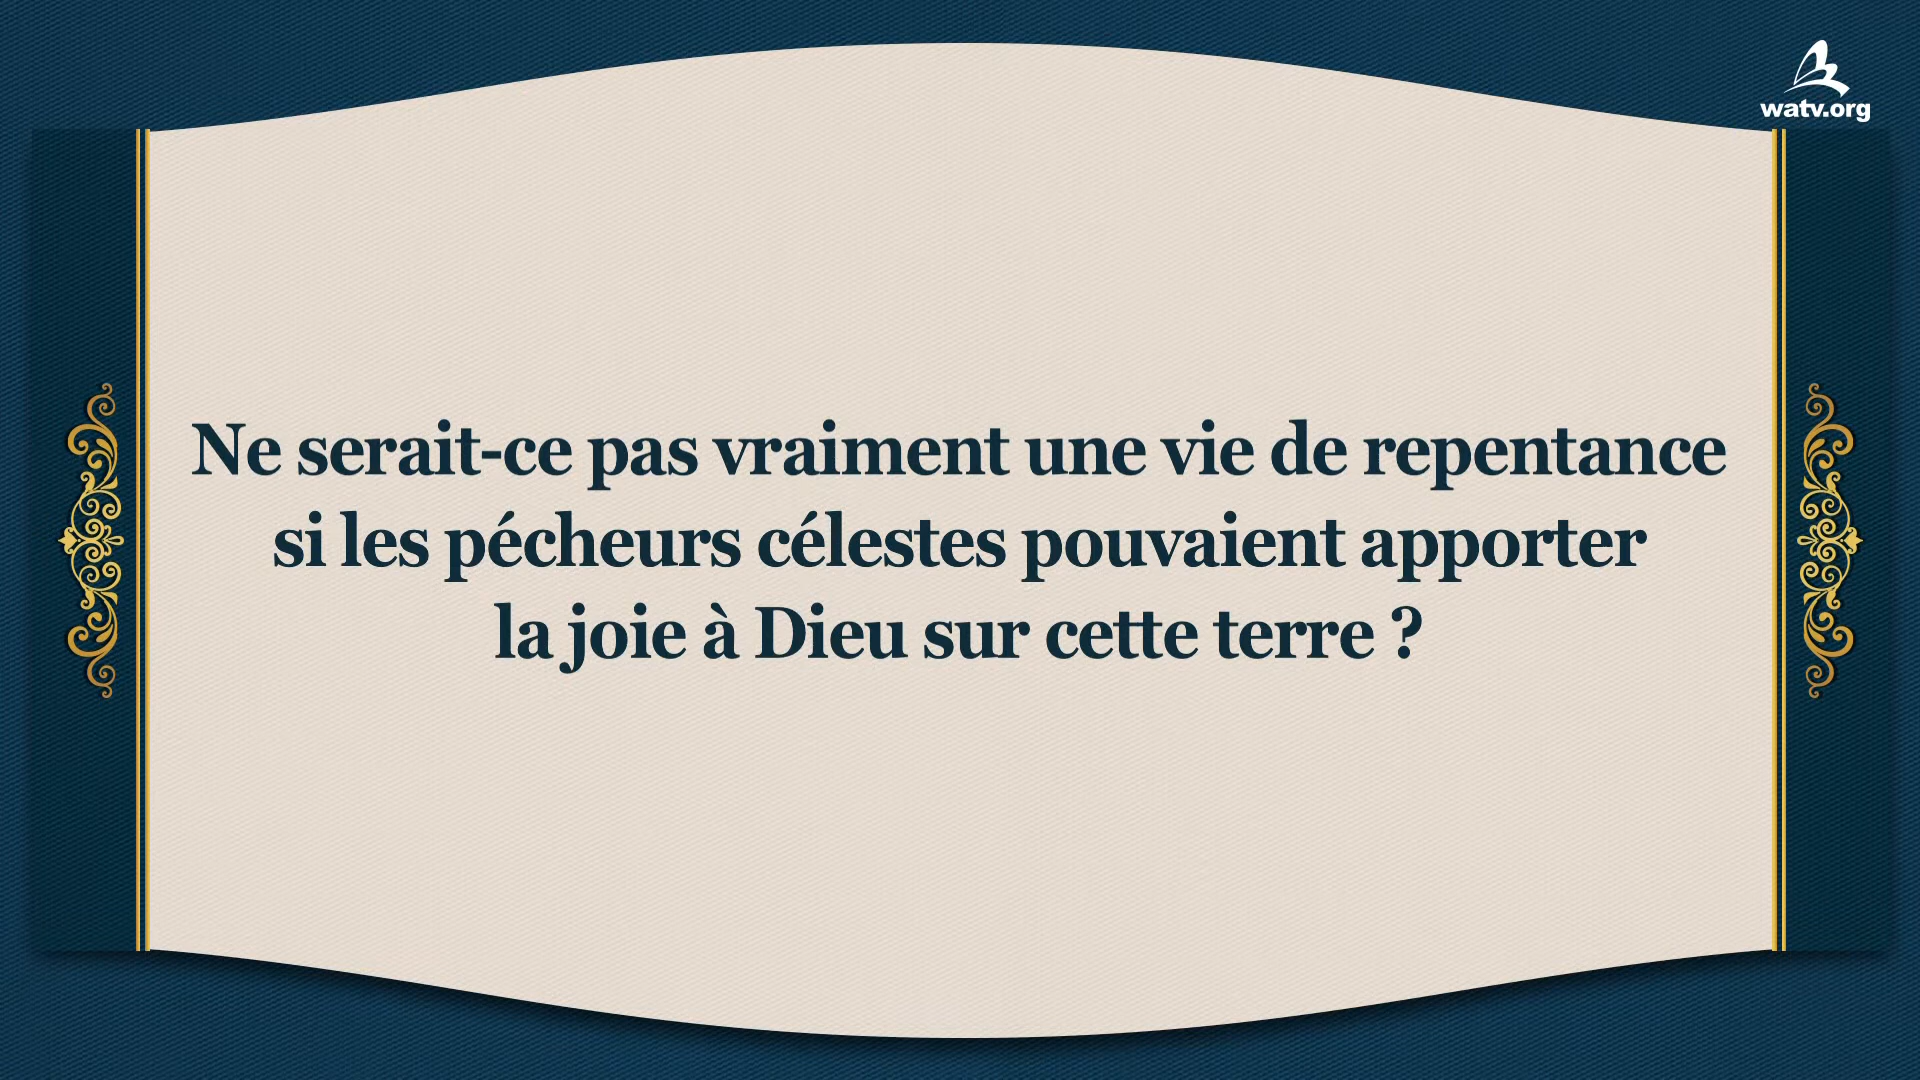 watv.org
Ne serait-ce pas vraiment une vie de repentance
si les pécheurs célestes pouvaient apporter
la joie à Dieu sur cette terre ?